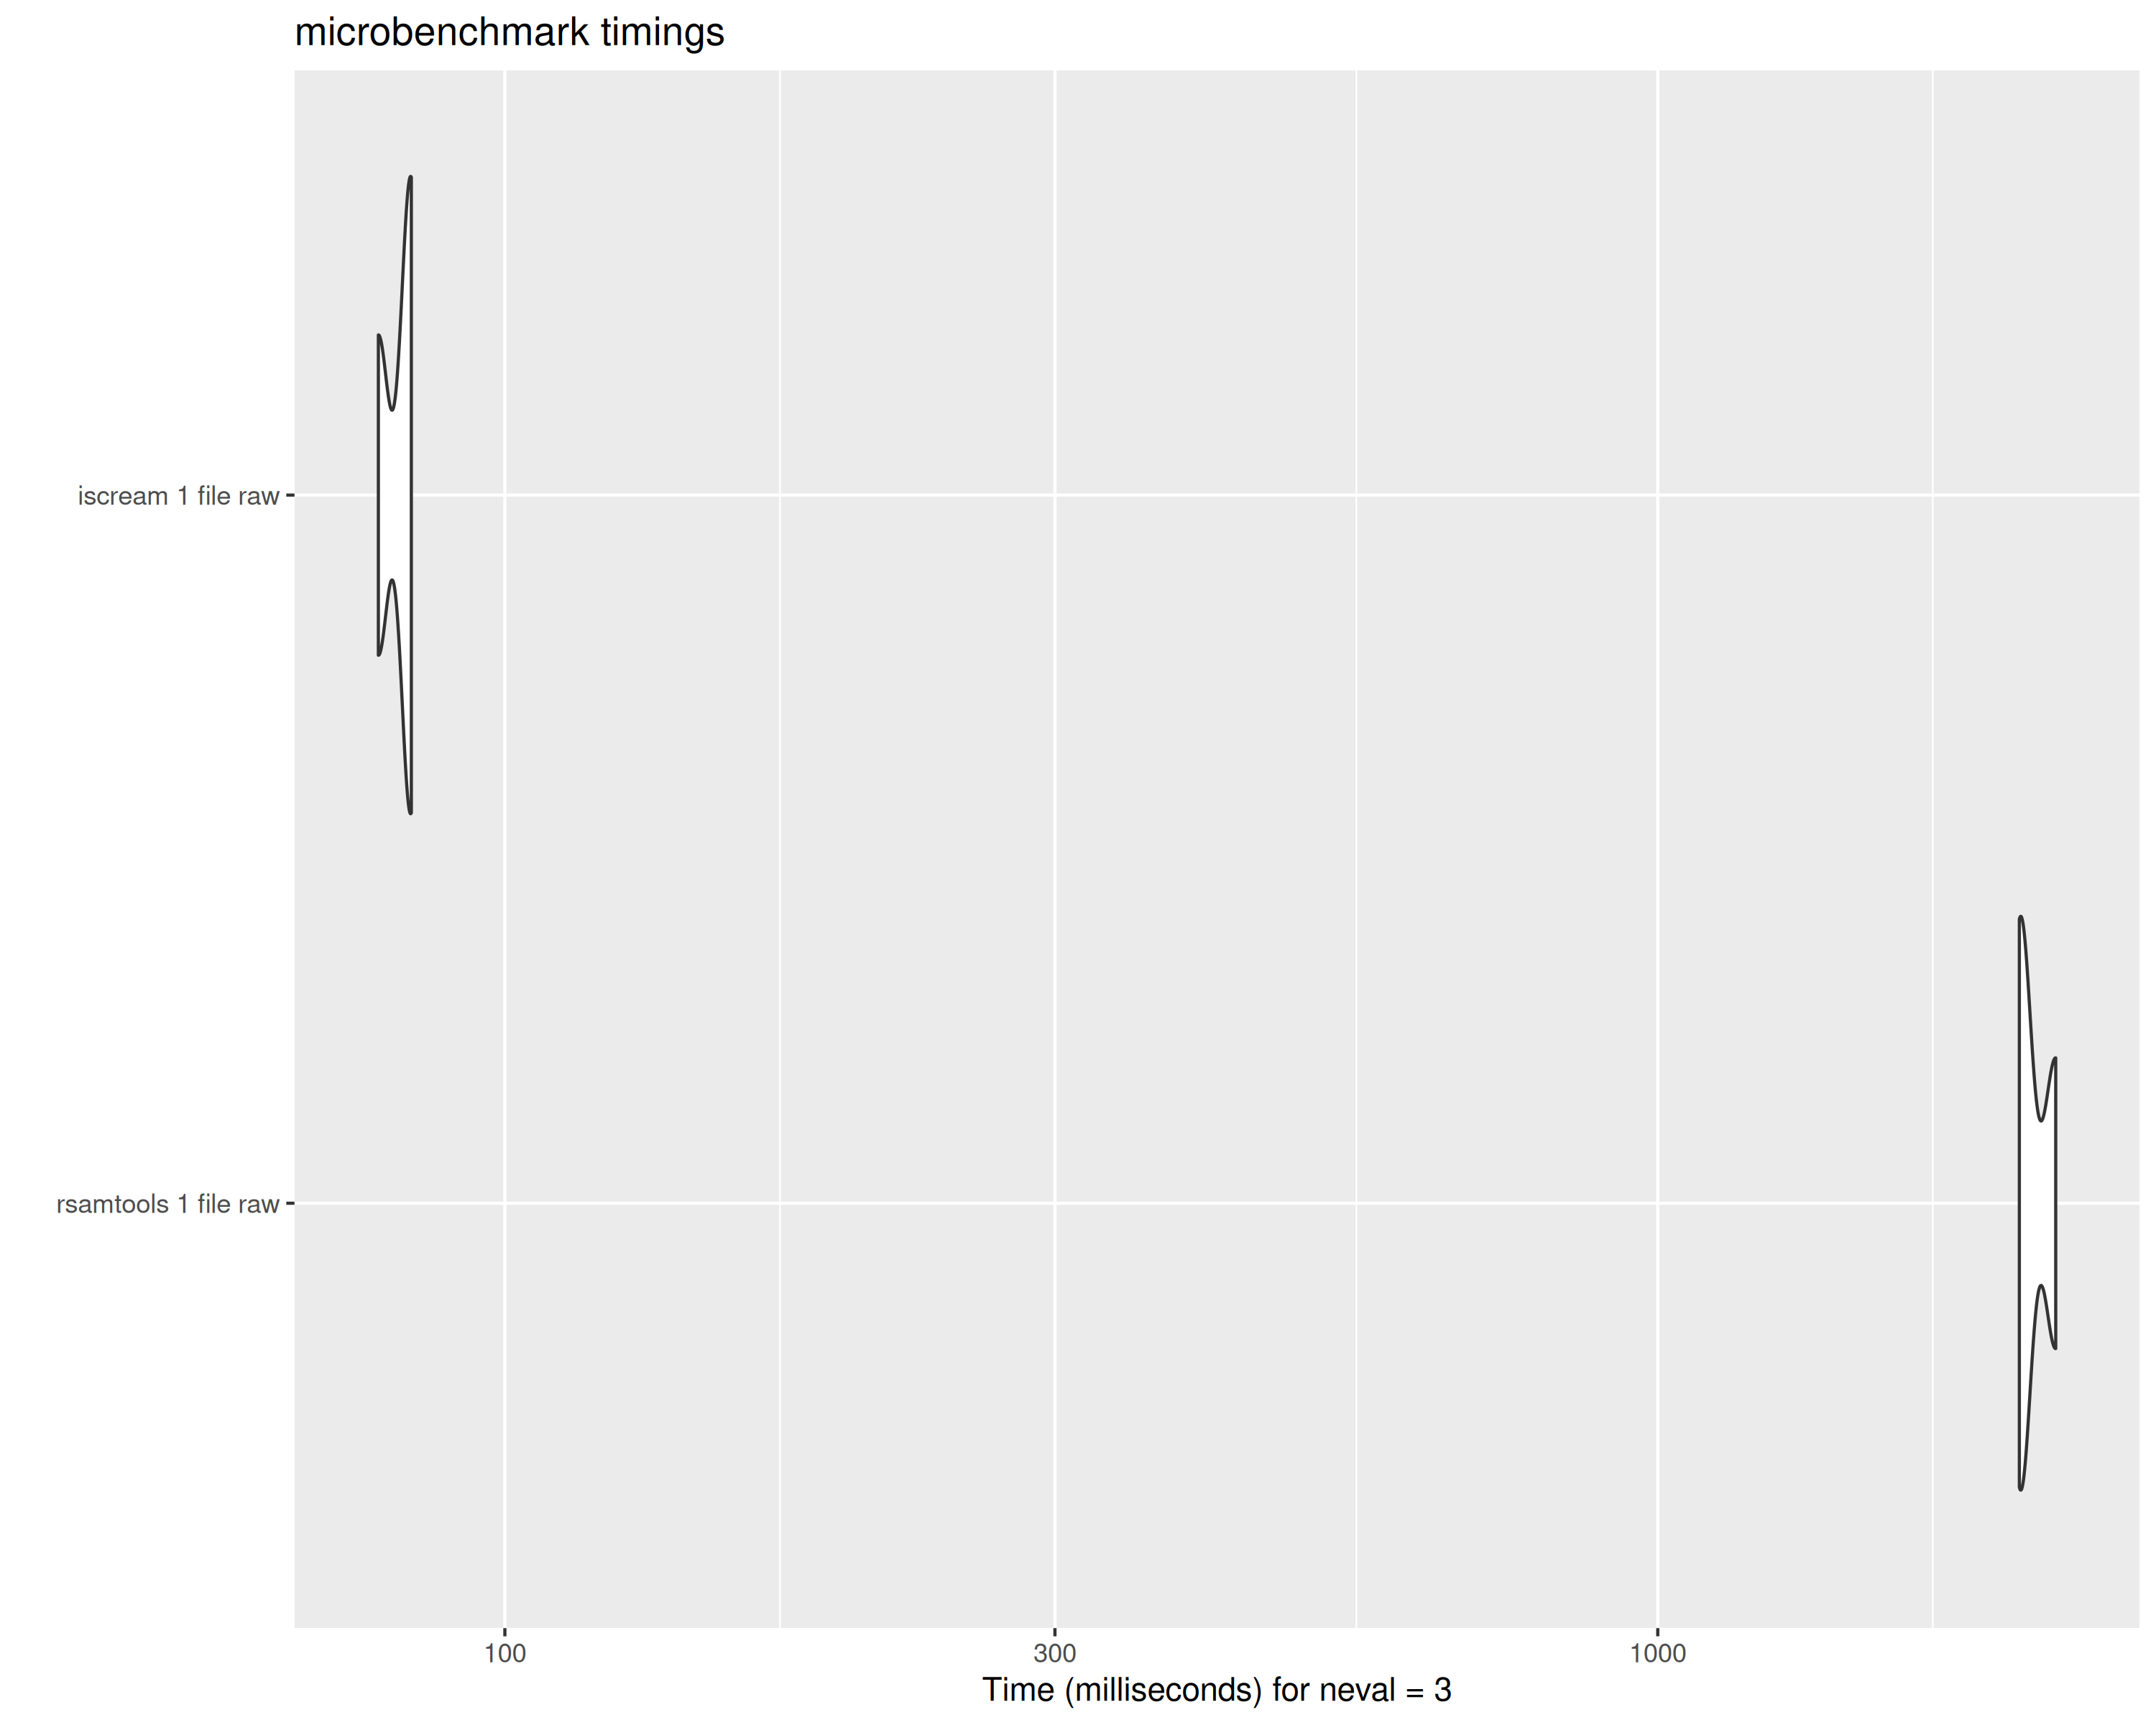 microbenchmark timings
iscream 1 file raw
rsamtools 1 file raw
100 300 1000
Time (milliseconds) for neval = 3